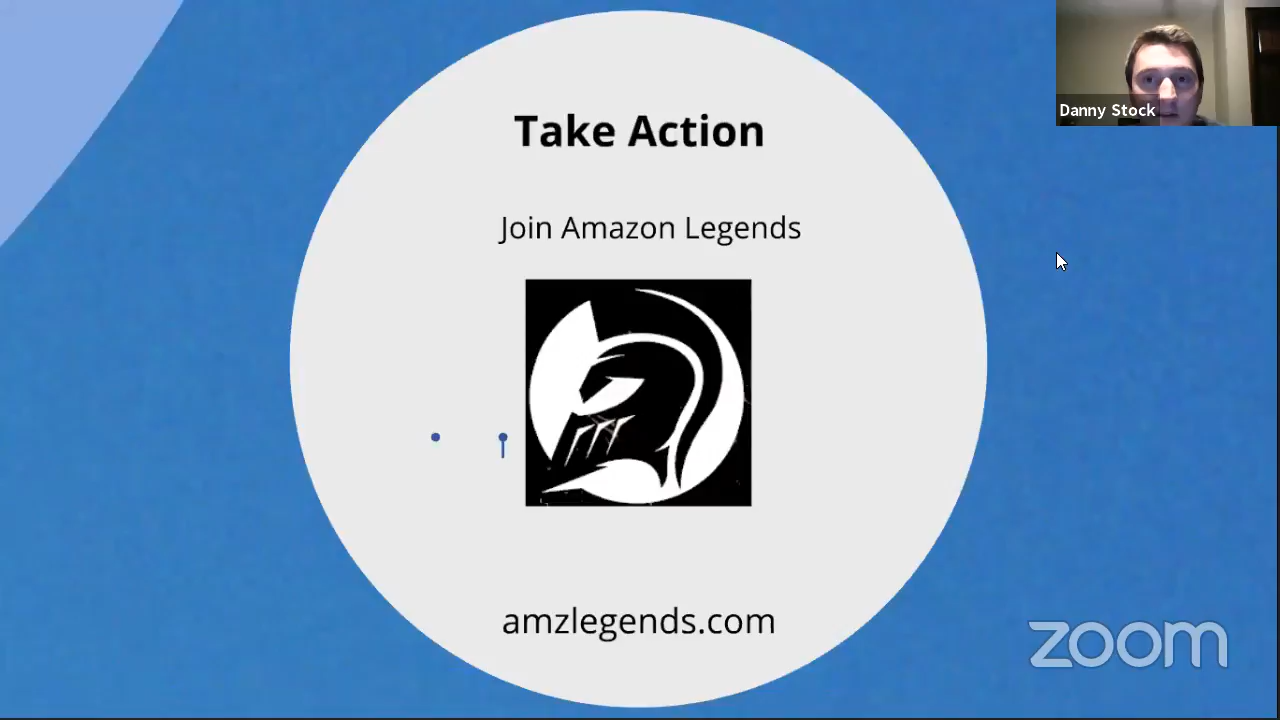 Take Action
Danny Stock
Join Amazon Legends
amzlegends.com
zoom